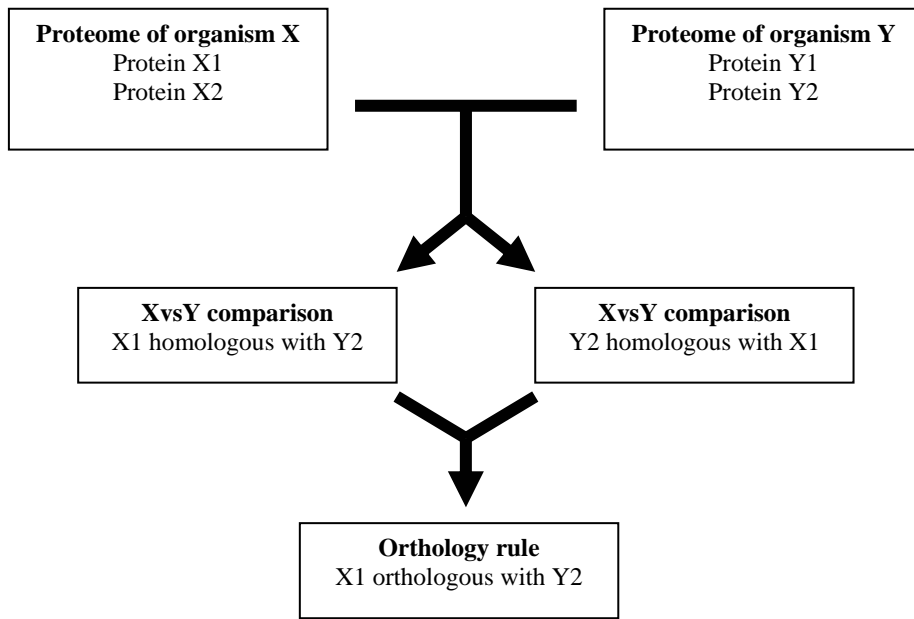 Proteome of organism X
Protein X1
Protein X2
Proteome of organism Y
Protein Y1
Protein Y2
XvsY comparison
X1 homologous with Y2
XvsY comparison
Y2 homologous with X1
Orthology rule
X1 orthologous with Y2